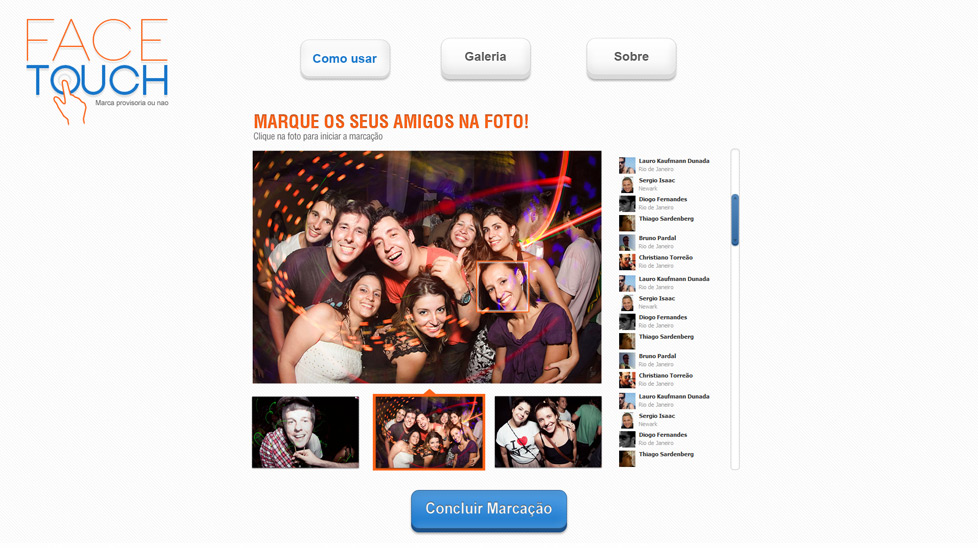 FACE
TOUCH
Marca provisoria ou nao
Como usar
Galeria
Sobre
MARQUE OS SEUS AMIGOS NA FOTO!
Clique na foto para iniciar a marcação
Lauro Kaufmann Dunada
Rio de Janeiro
Sergio Isaac
Newark
Diogo Fernandes
Rio de Janeiro
Thiago Sardenberg
Bruno Pardal
Rio de Janeiro
Christiano Torreão
Rio de Janeiro
Lauro Kaufmann Dunada
Rio de Janeiro
Sergio Isaac
Newark
Diogo Fernandes
Rio de Janeiro
Thiago Sardenberg
Bruno Pardal
Rio de Janeiro
Christiano Torreão
Rio de Janeiro
Lauro Kaufmann Dunada
Rio de Janeiro
Sergio Isaac
Newark
Diogo Fernandes
Rio de Janeiro
Thiago Sardenberg
Concluir Marcação